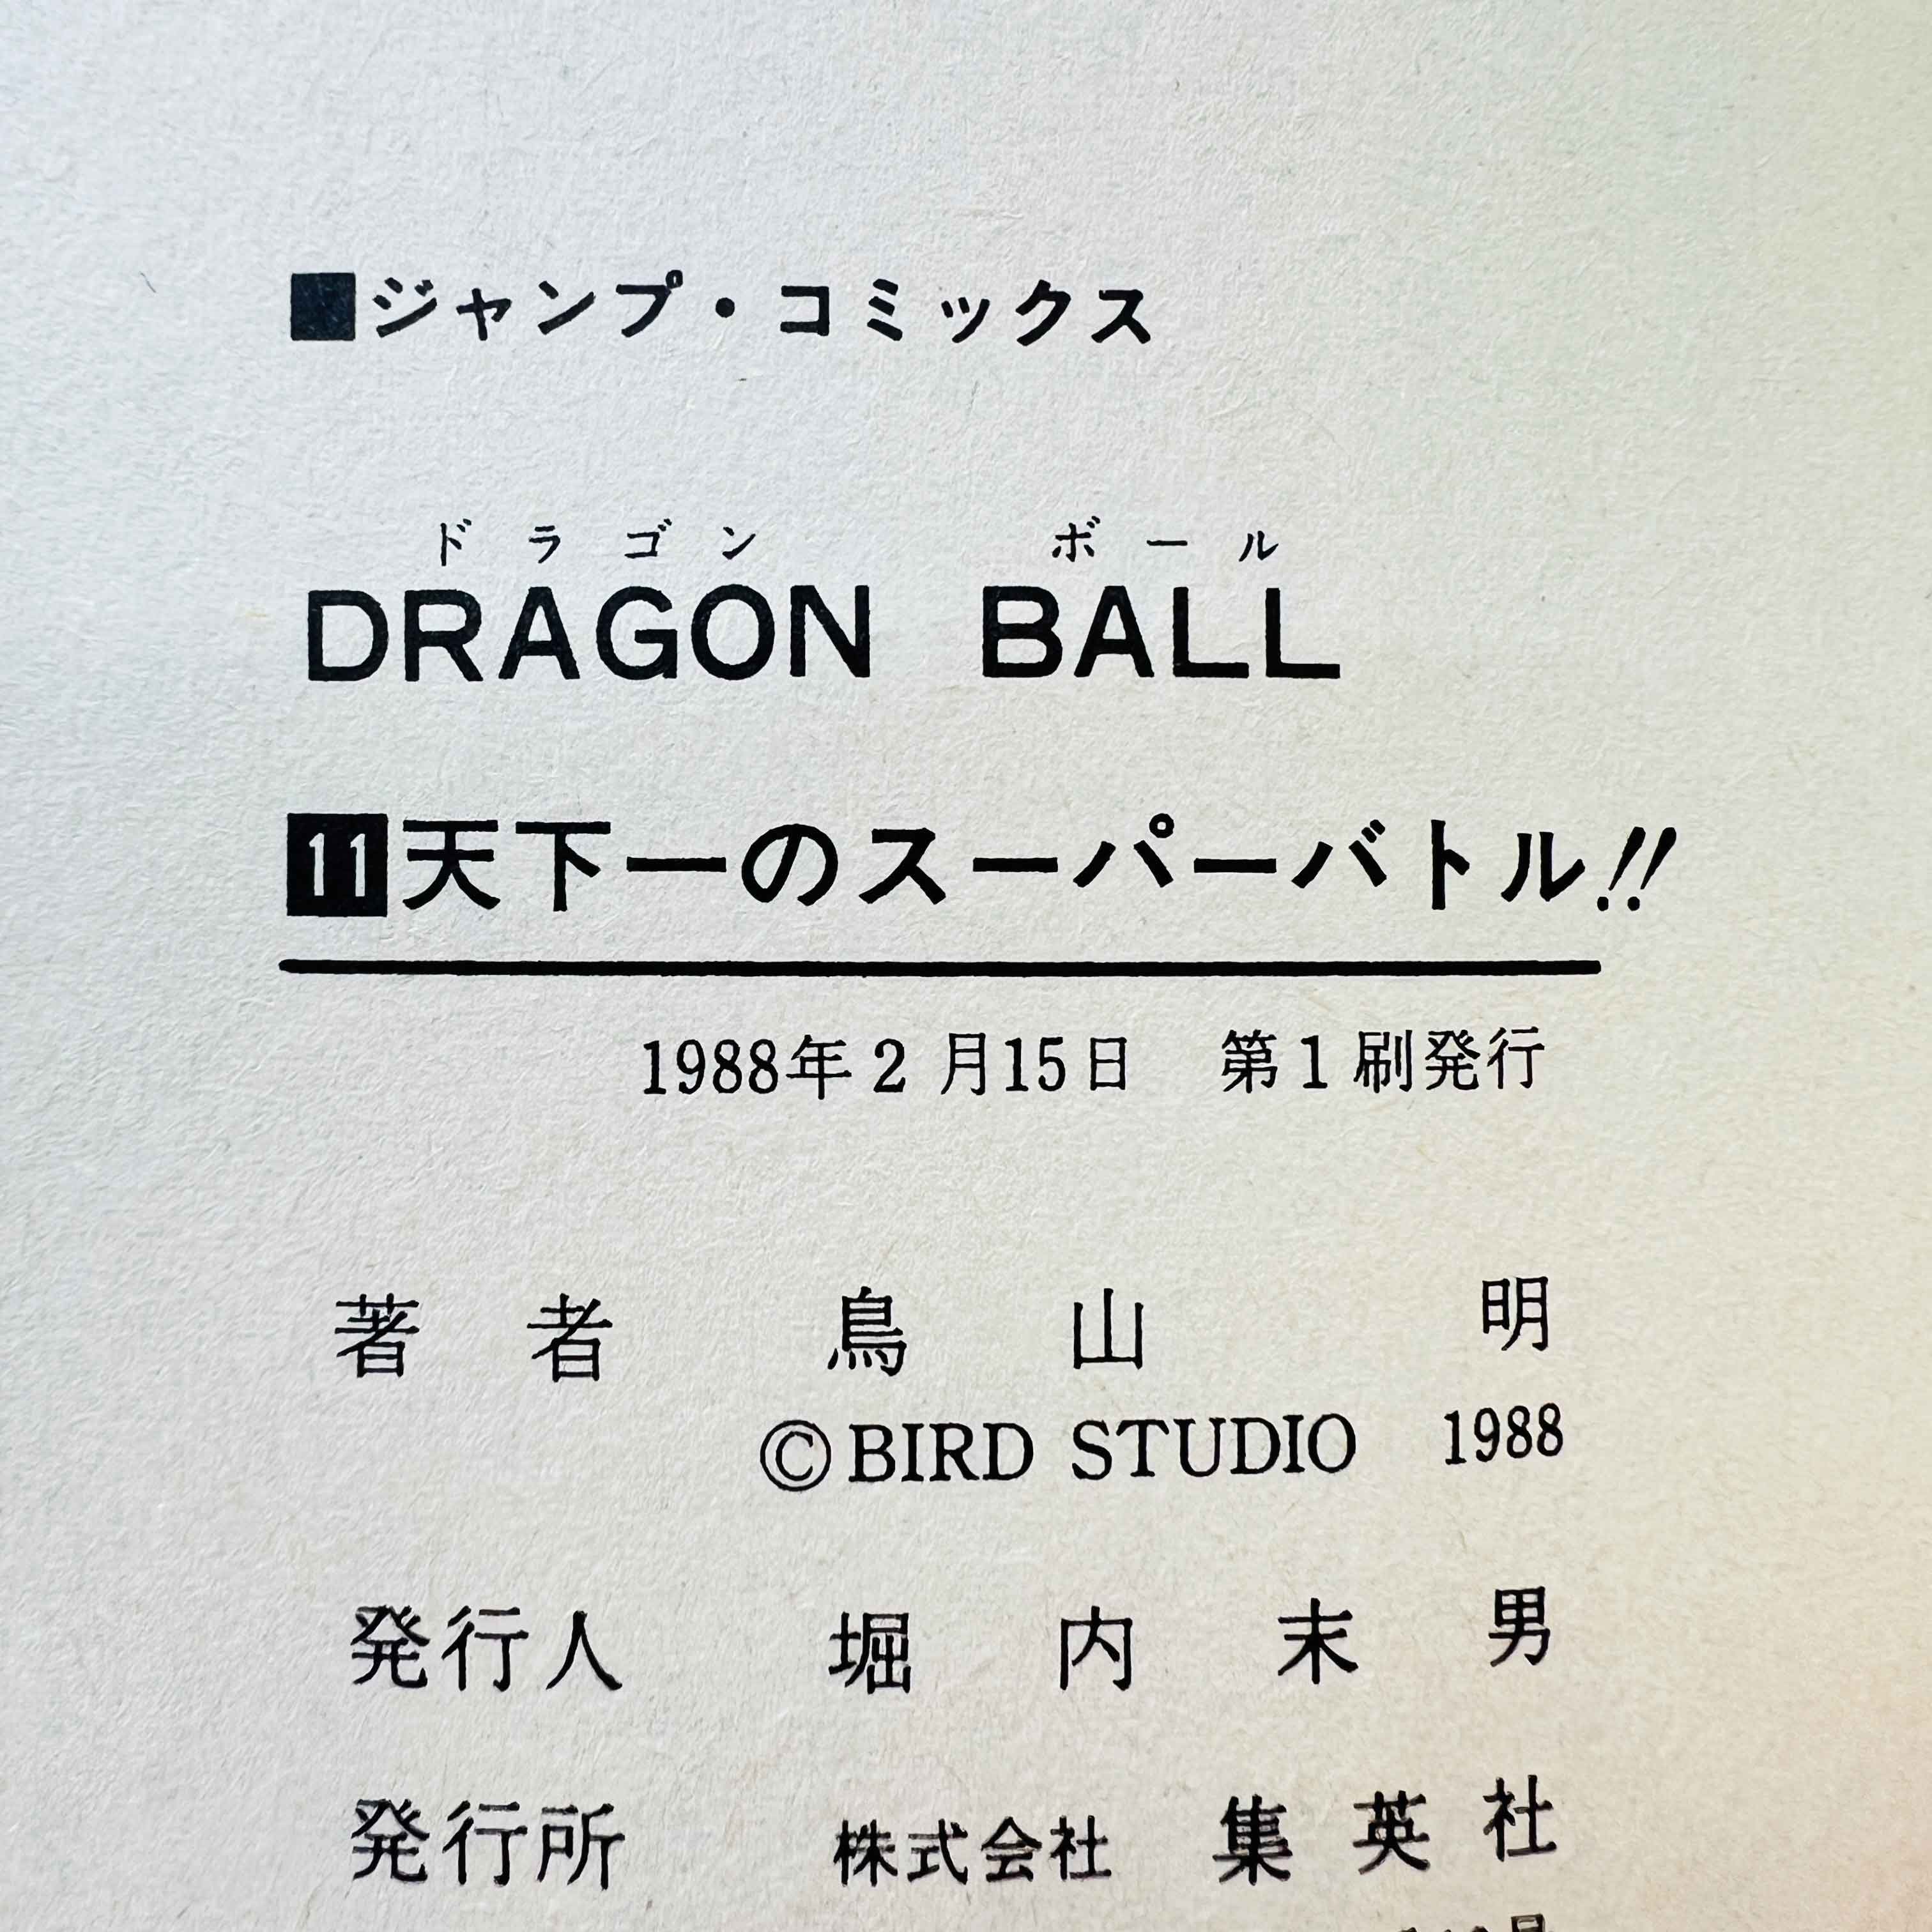 ■ジャンプ・コミックス
ドラゴン ボール
DRAGON BALL
11天下一のスーパーバトル!!
1988年2月15日 第1刷発行
著者 鳥山明
©BIRD STUDIO 1988
発行人 堀内末男
発行所 株式会社 集英社